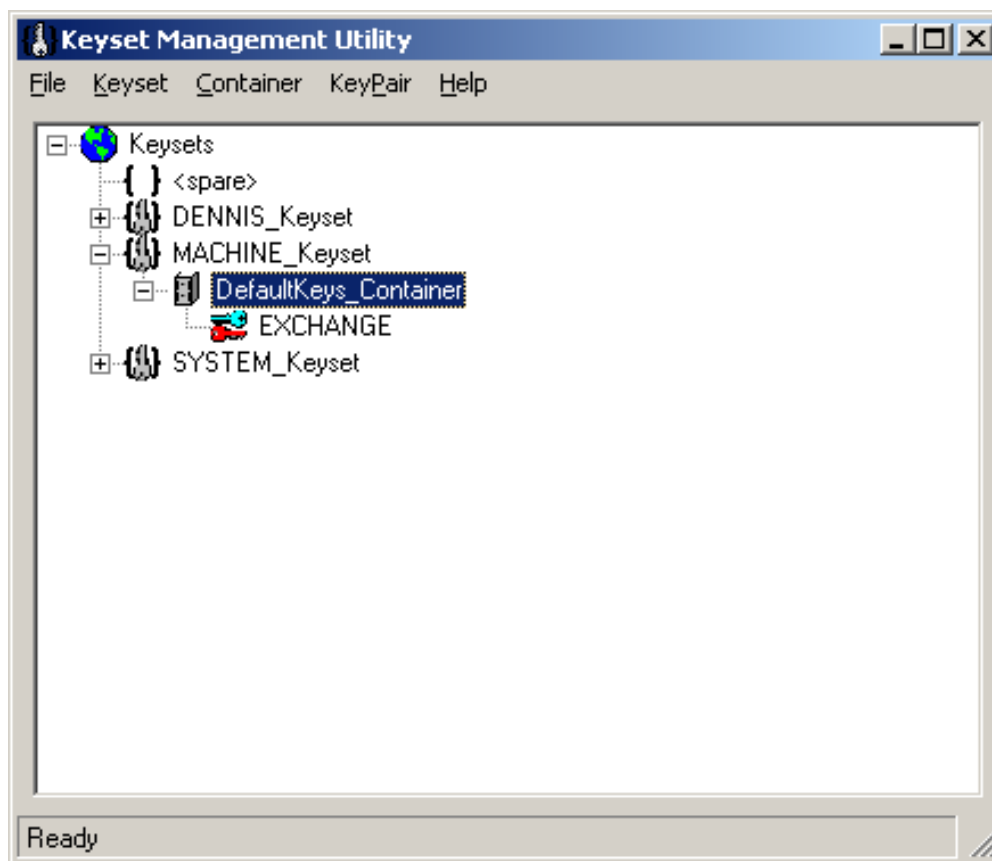 Keyset Management Utility
File Keyset Container KeyPair Help
Keysets
<spare>
DENNIS_Keyset
MACHINE_Keyset
DefaultKeys_Container
EXCHANGE
SYSTEM_Keyset
Ready